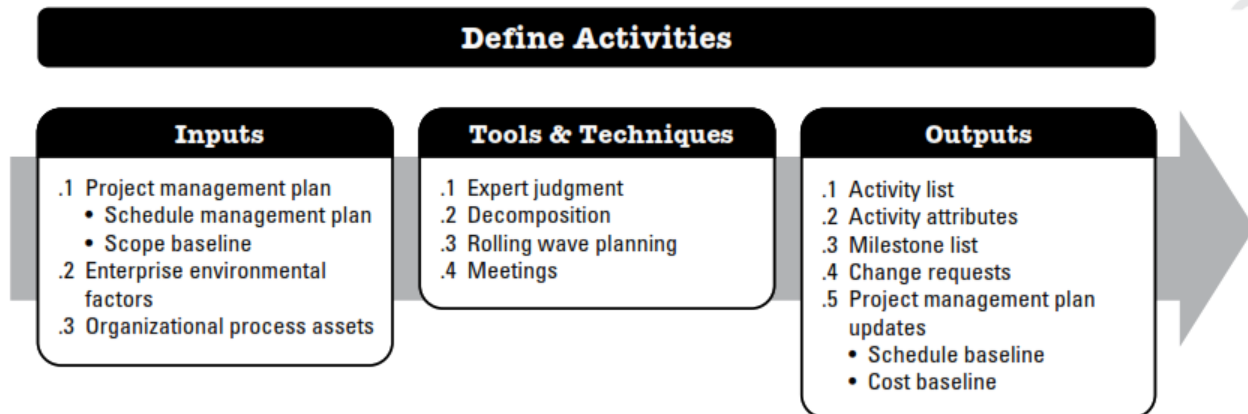 Define Activities
Inputs
.1 Project management plan
• Schedule management plan
• Scope baseline
.2 Enterprise environmental
factors
.3 Organizational process assets
Tools & Techniques
.1 Expert judgment
.2 Decomposition
.3 Rolling wave planning
.4 Meetings
Outputs
.1 Activity list
.2 Activity attributes
.3 Milestone list
.4 Change requests
.5 Project management plan
updates
• Schedule baseline
• Cost baseline